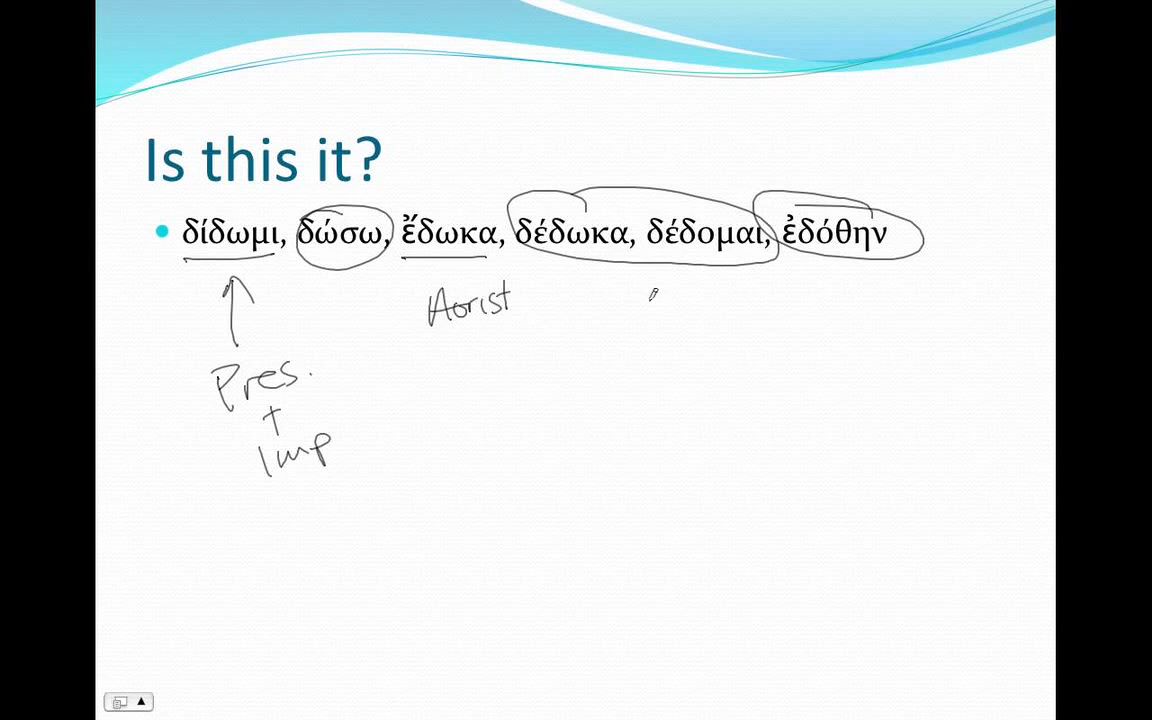 Is this it?
• δίδωμι, δώσω, ἔδωκα, δέδωκα, δέδομαι, ἐδόθην
Aorist
Pres.
+
Imp